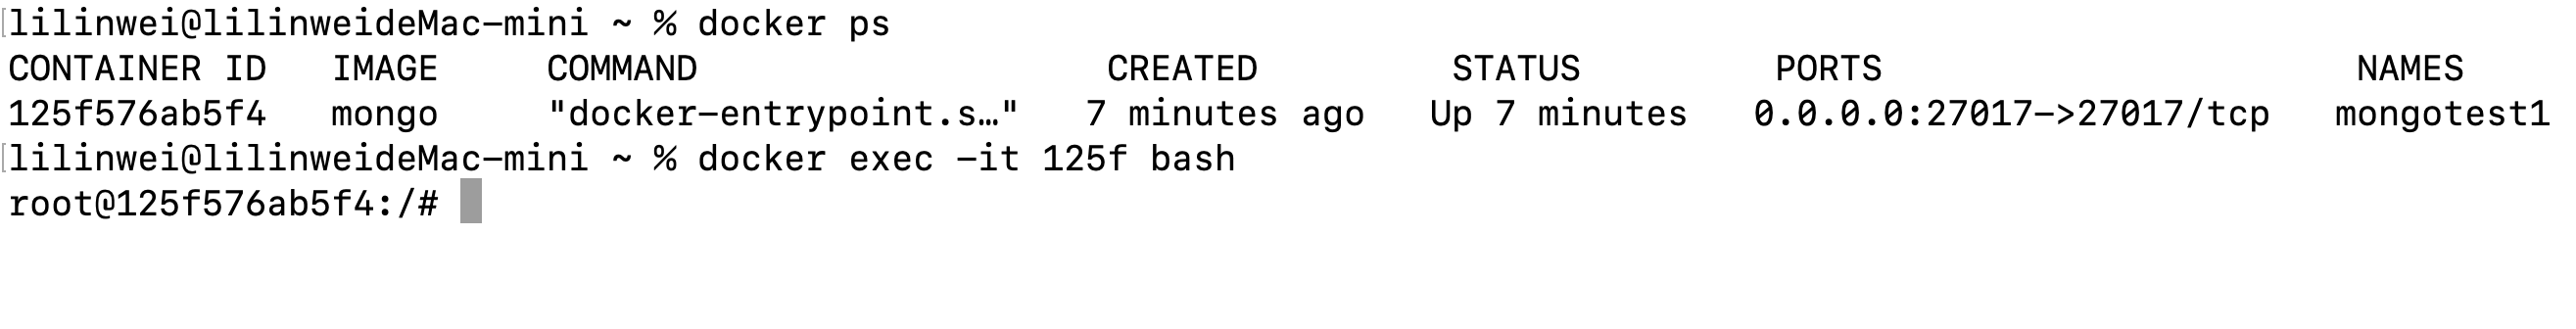 lilinwei@lilinweideMac-mini ~ % docker ps
CONTAINER ID   IMAGE     COMMAND                   CREATED         STATUS         PORTS                      NAMES
125f576ab5f4   mongo     "docker-entrypoint.s…"   7 minutes ago   Up 7 minutes   0.0.0.0:27017->27017/tcp   mongotest1
lilinwei@lilinweideMac-mini ~ % docker exec -it 125f bash
root@125f576ab5f4:/#